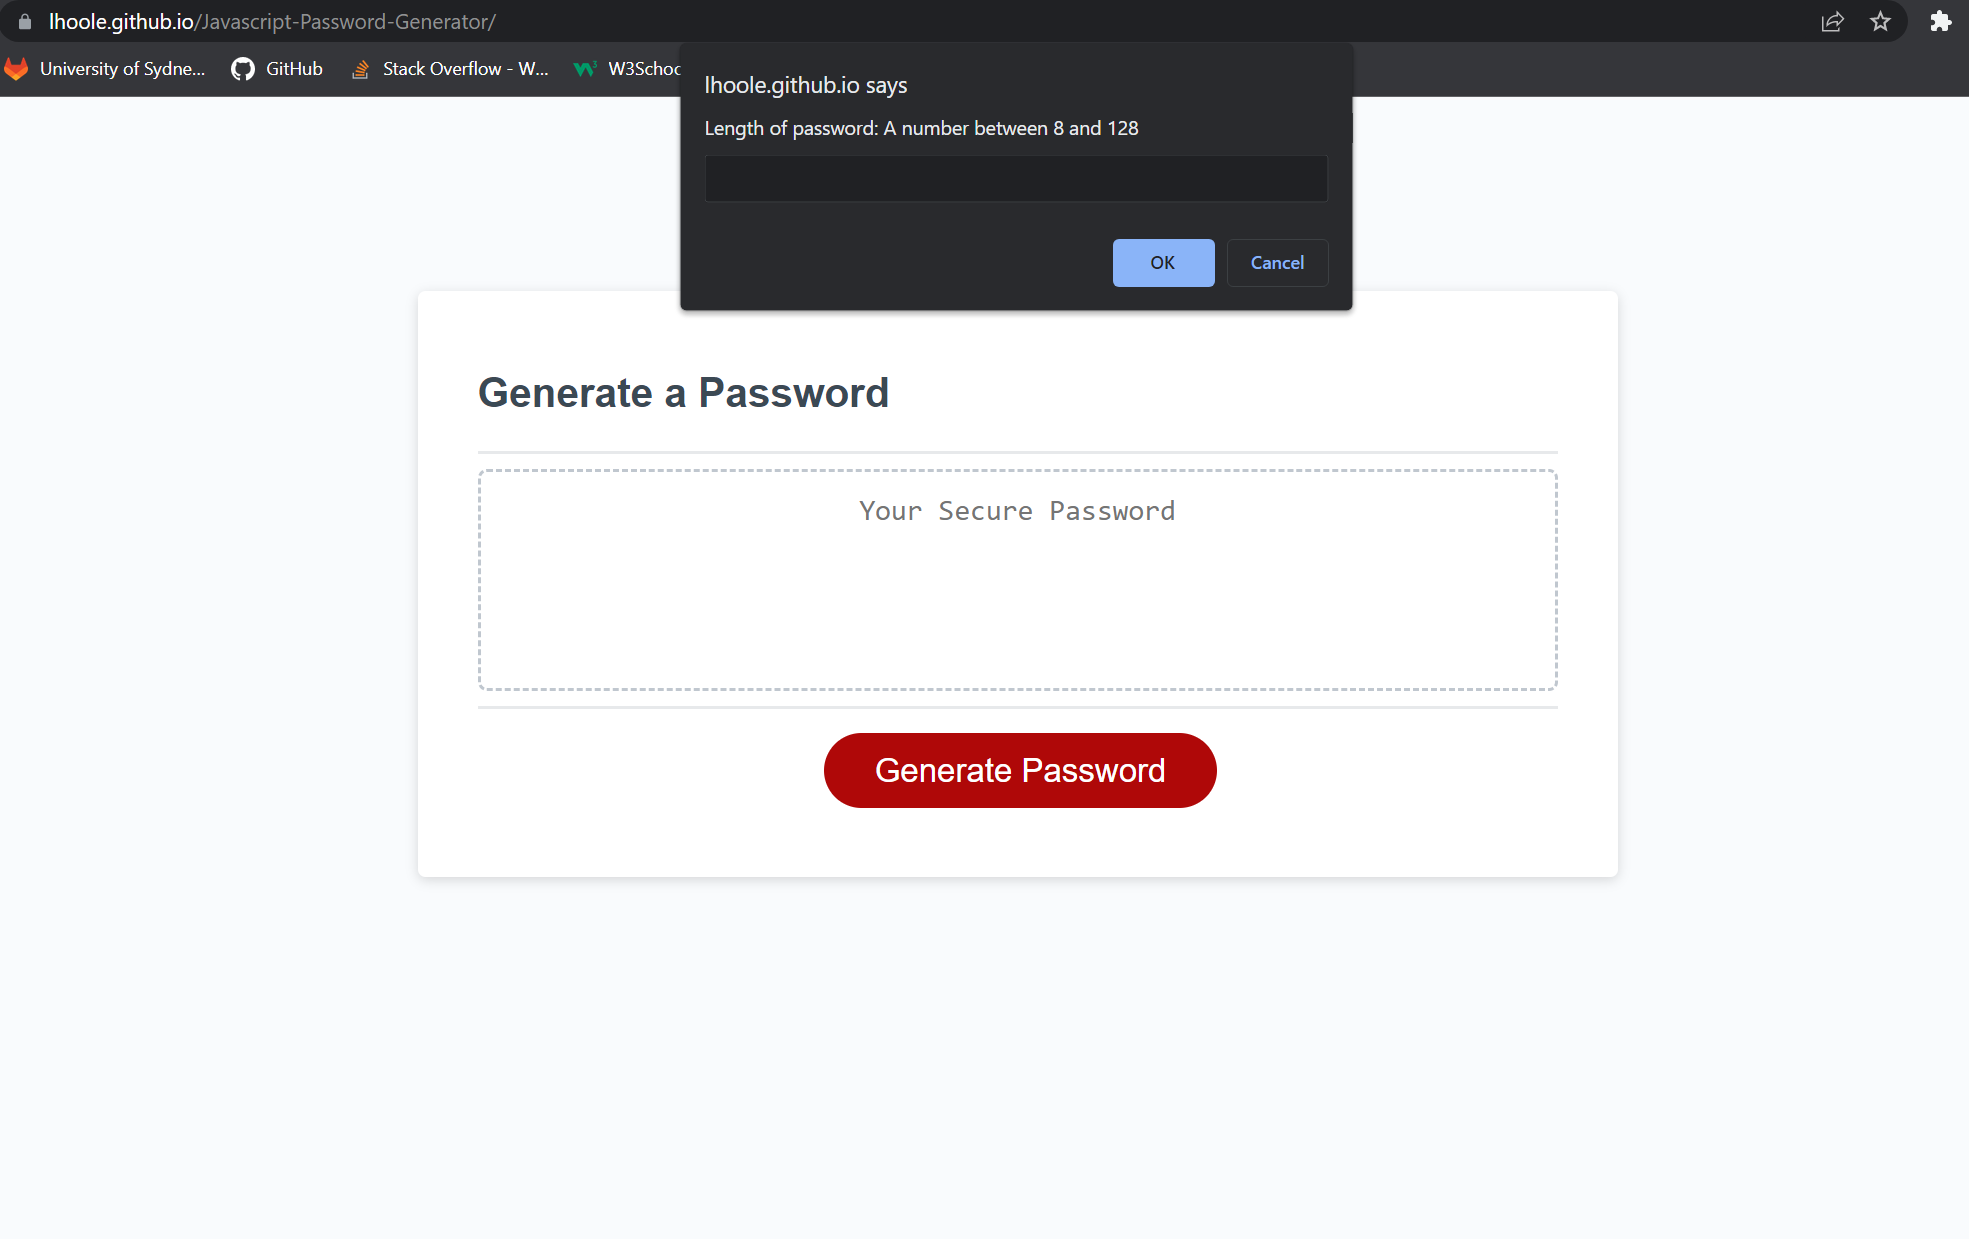 lhoole.github.io/Javascript-Password-Generator/
University of Sydne... GitHub Stack Overflow - W... W3Schoo
lhoole.github.io says
Length of password: A number between 8 and 128
OK Cancel
Generate a Password
Your Secure Password
Generate Password